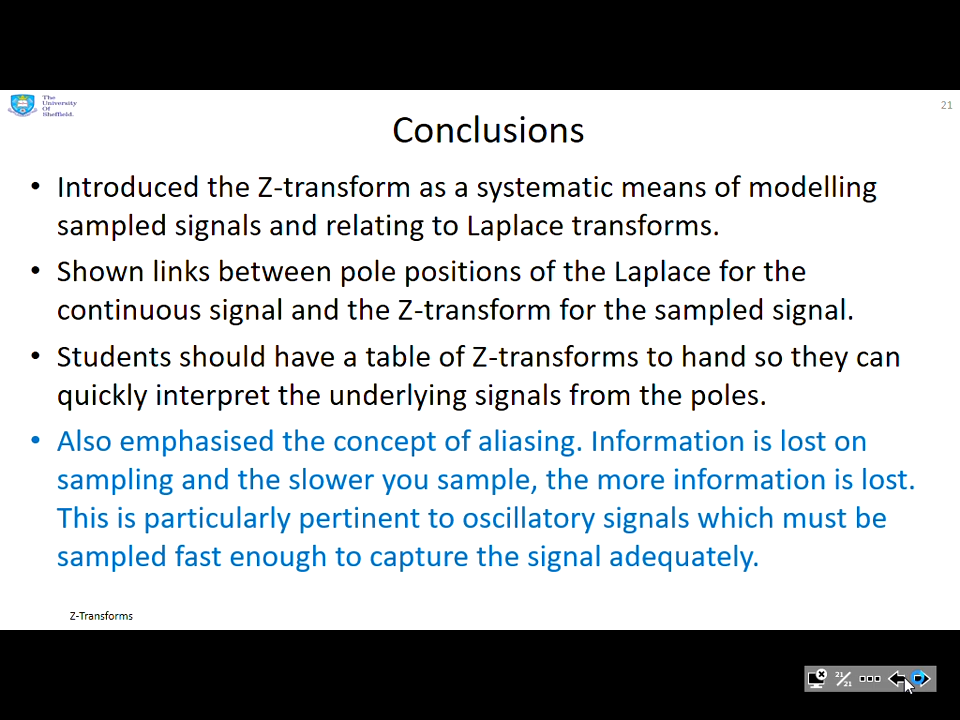 The
University
Of
Sheffield.
21
Conclusions
• Introduced the Z-transform as a systematic means of modelling
sampled signals and relating to Laplace transforms.
• Shown links between pole positions of the Laplace for the
continuous signal and the Z-transform for the sampled signal.
• Students should have a table of Z-transforms to hand so they can
quickly interpret the underlying signals from the poles.
• Also emphasised the concept of aliasing. Information is lost on
sampling and the slower you sample, the more information is lost.
This is particularly pertinent to oscillatory signals which must be
sampled fast enough to capture the signal adequately.
Z-Transforms
21/21